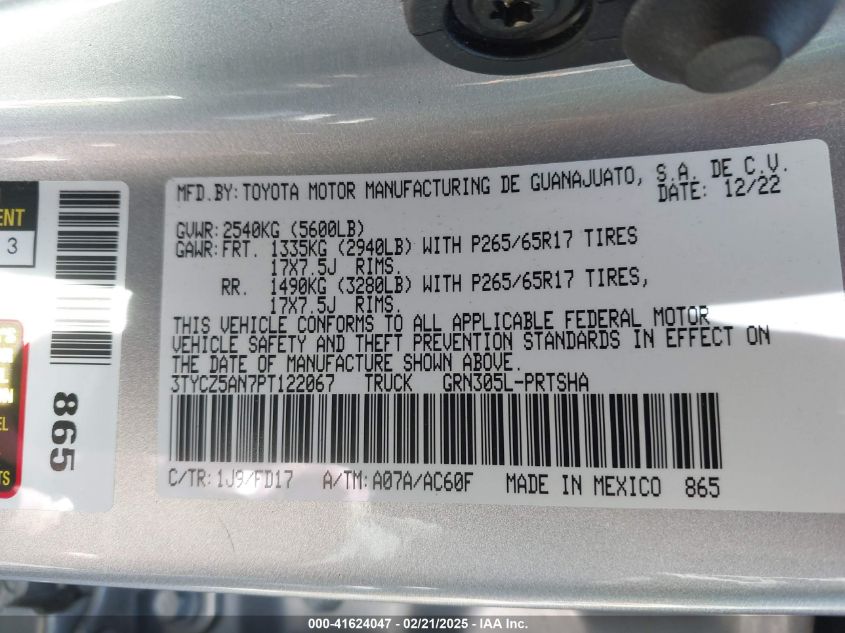 MFD.BY: TOYOTA MOTOR MANUFACTURING DE GUANAJUATO, S.A. DE C.V.
DATE: 12/22
GVWR: 2540KG (5600LB)
GAWR: FRT. 1335KG (2940LB) WITH P265/65R17 TIRES
17X7.5J RIMS.
RR. 1490KG (3280LB) WITH P265/65R17 TIRES,
17X7.5J RIMS.
THIS VEHICLE CONFORMS TO ALL APPLICABLE FEDERAL MOTOR
VEHICLE SAFETY AND THEFT PREVENTION STANDARDS IN EFFECT ON
THE DATE OF MANUFACTURE SHOWN ABOVE.
3TYCZ5AN7PT122067 TRUCK GRN305L-PRTSHA
C/TR: 1J9/FD17 A/TM: A07A/AC60F MADE IN MEXICO 865
3
865
000-41624047 - 02/21/2025 - IAA Inc.